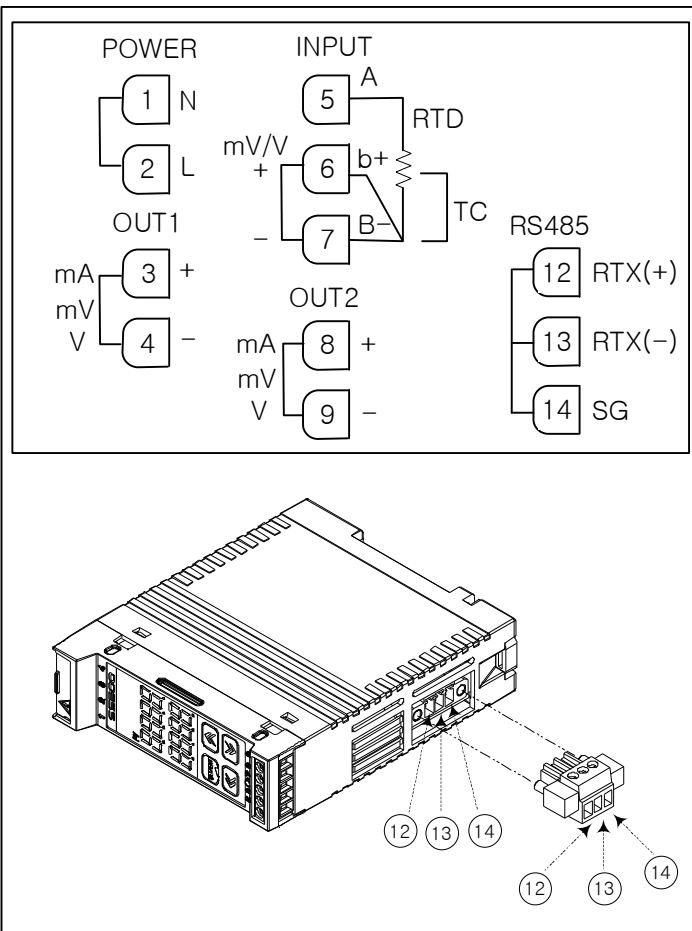 POWER
1 N
2 L
OUT1
mA 3 +
mV
V 4 −
INPUT
5 A
RTD
mV/V
+ 6 b+
− 7 B−
TC
OUT2
mA 8 +
mV
V 9 −
RS485
12 RTX(+)
13 RTX(−)
14 SG
12 13 14
12 13 14